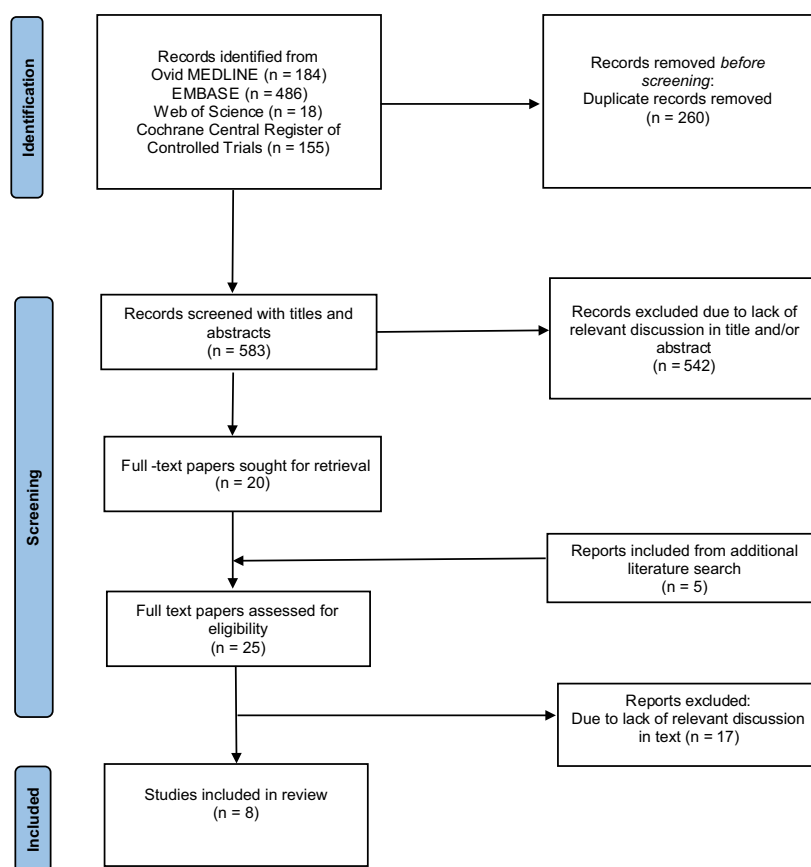 Identification
Records identified from
Ovid MEDLINE (n = 184)
EMBASE (n = 486)
Web of Science (n = 18)
Cochrane Central Register of
Controlled Trials (n = 155)
Records removed before
screening:
Duplicate records removed
(n = 260)
Screening
Records screened with titles and
abstracts
(n = 583)
Records excluded due to lack of
relevant discussion in title and/or
abstract
(n = 542)
Full -text papers sought for retrieval
(n = 20)
Reports included from additional
literature search
(n = 5)
Full text papers assessed for
eligibility
(n = 25)
Reports excluded:
Due to lack of relevant discussion
in text (n = 17)
Included
Studies included in review
(n = 8)